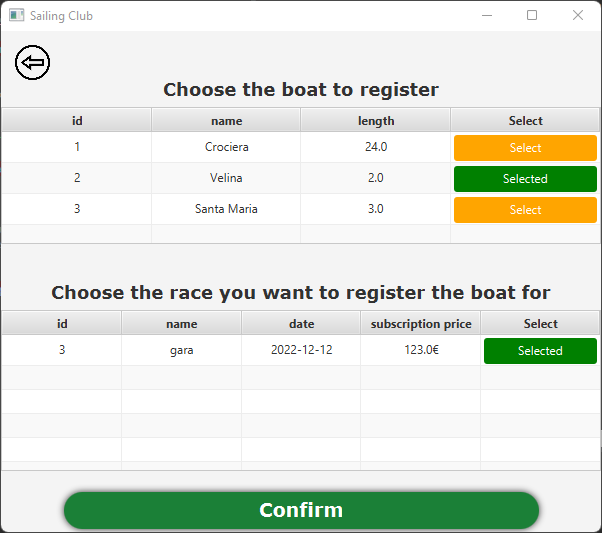 Sailing Club
Choose the boat to register
id name length Select
1 Crociera 24.0 Select
2 Velina 2.0 Selected
3 Santa Maria 3.0 Select
Choose the race you want to register the boat for
id name date subscription price Select
3 gara 2022-12-12 123.0€ Selected
Confirm